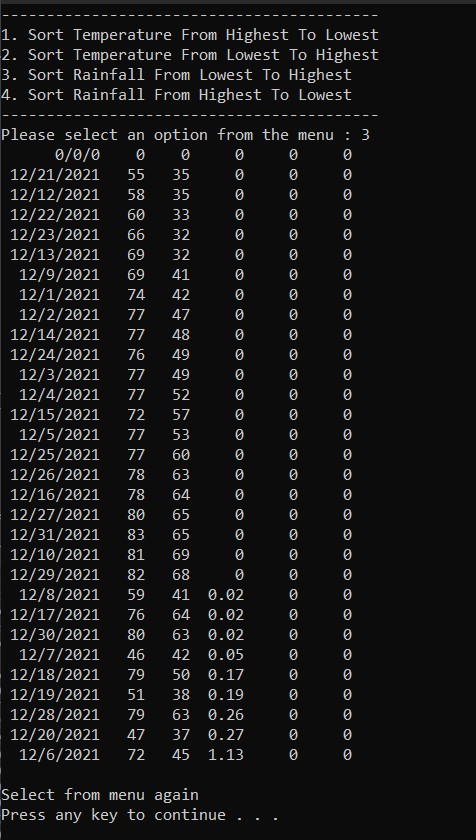 ------------------------------------------
1. Sort Temperature From Highest To Lowest
2. Sort Temperature From Lowest To Highest
3. Sort Rainfall From Lowest To Highest
4. Sort Rainfall From Highest To Lowest
------------------------------------------
Please select an option from the menu : 3
      0/0/0    0    0     0     0     0
 12/21/2021   55   35     0     0     0
 12/12/2021   58   35     0     0     0
 12/22/2021   60   33     0     0     0
 12/23/2021   66   32     0     0     0
 12/13/2021   69   32     0     0     0
  12/9/2021   69   41     0     0     0
  12/1/2021   74   42     0     0     0
  12/2/2021   77   47     0     0     0
 12/14/2021   77   48     0     0     0
 12/24/2021   76   49     0     0     0
  12/3/2021   77   49     0     0     0
  12/4/2021   77   52     0     0     0
 12/15/2021   72   57     0     0     0
  12/5/2021   77   53     0     0     0
 12/25/2021   77   60     0     0     0
 12/26/2021   78   63     0     0     0
 12/16/2021   78   64     0     0     0
 12/27/2021   80   65     0     0     0
 12/31/2021   83   65     0     0     0
 12/10/2021   81   69     0     0     0
 12/29/2021   82   68     0     0     0
  12/8/2021   59   41  0.02     0     0
 12/17/2021   76   64  0.02     0     0
 12/30/2021   80   63  0.02     0     0
  12/7/2021   46   42  0.05     0     0
 12/18/2021   79   50  0.17     0     0
 12/19/2021   51   38  0.19     0     0
 12/28/2021   79   63  0.26     0     0
 12/20/2021   47   37  0.27     0     0
  12/6/2021   72   45  1.13     0     0
Select from menu again
Press any key to continue . . .